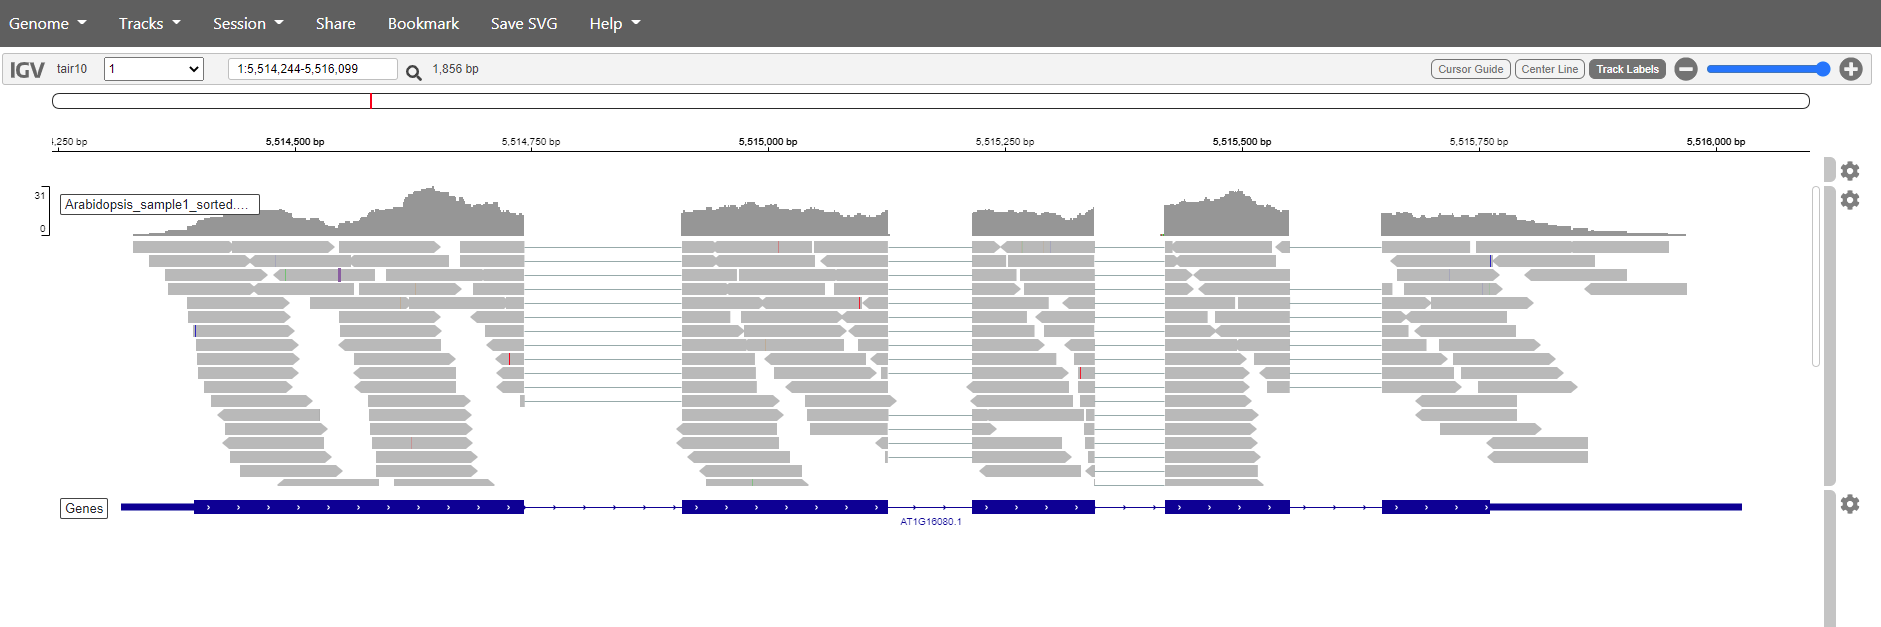 Genome Tracks Session Share Bookmark Save SVG Help
IGV tair10 1 1:5,514,244-5,516,099 1,856 bp Cursor Guide Center Line Track Labels
,250 bp 5,514,500 bp 5,514,750 bp 5,515,000 bp 5,515,250 bp 5,515,500 bp 5,515,750 bp 5,516,000 bp
31
Arabidopsis_sample1_sorted....
0
Genes
AT1G16080.1